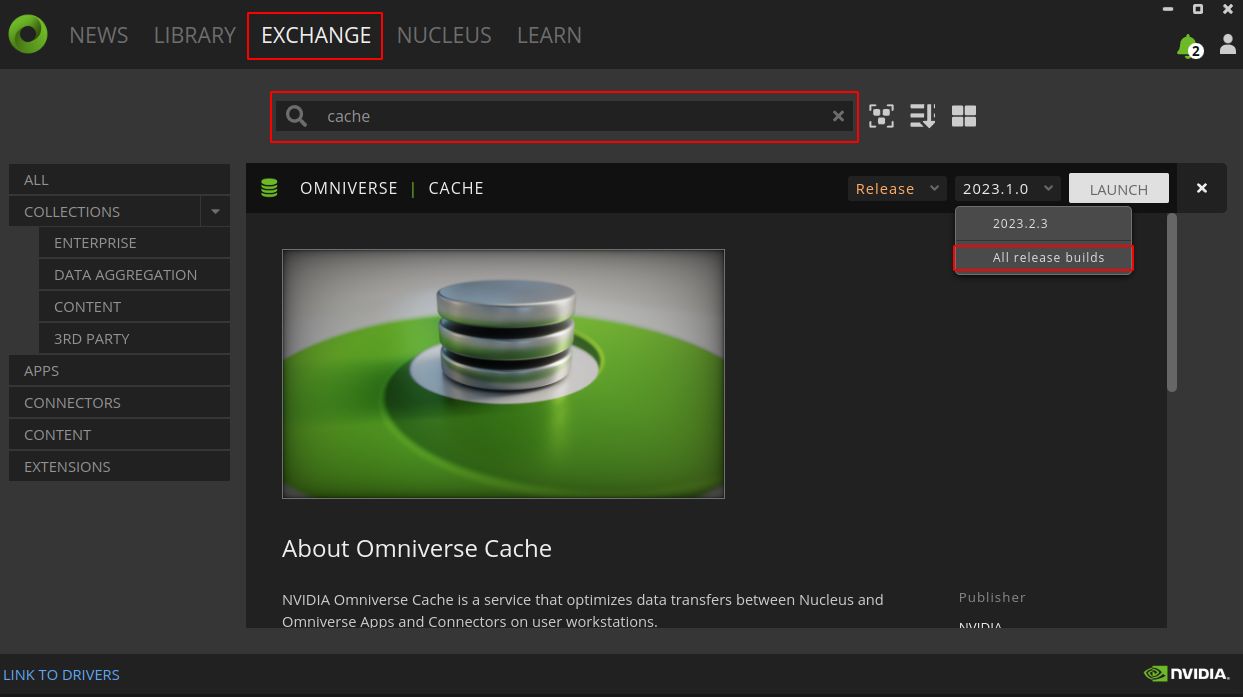 NEWS LIBRARY EXCHANGE NUCLEUS LEARN
2
cache
ALL
COLLECTIONS
ENTERPRISE
DATA AGGREGATION
CONTENT
3RD PARTY
APPS
CONNECTORS
CONTENT
EXTENSIONS
OMNIVERSE | CACHE
Release 2023.1.0 LAUNCH
2023.2.3
All release builds
About Omniverse Cache
NVIDIA Omniverse Cache is a service that optimizes data transfers between Nucleus and
Omniverse Apps and Connectors on user workstations.
Publisher
NVIDIA
LINK TO DRIVERS
NVIDIA.